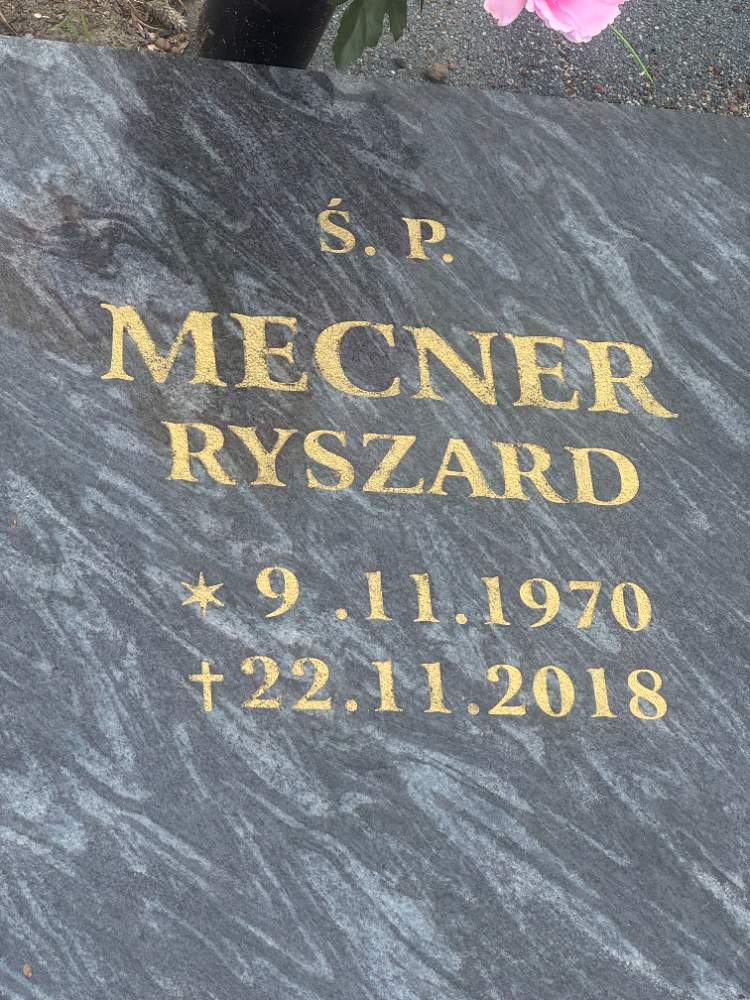 Ś. P.
MECNER
RYSZARD
* 9.11.1970
† 22.11.2018